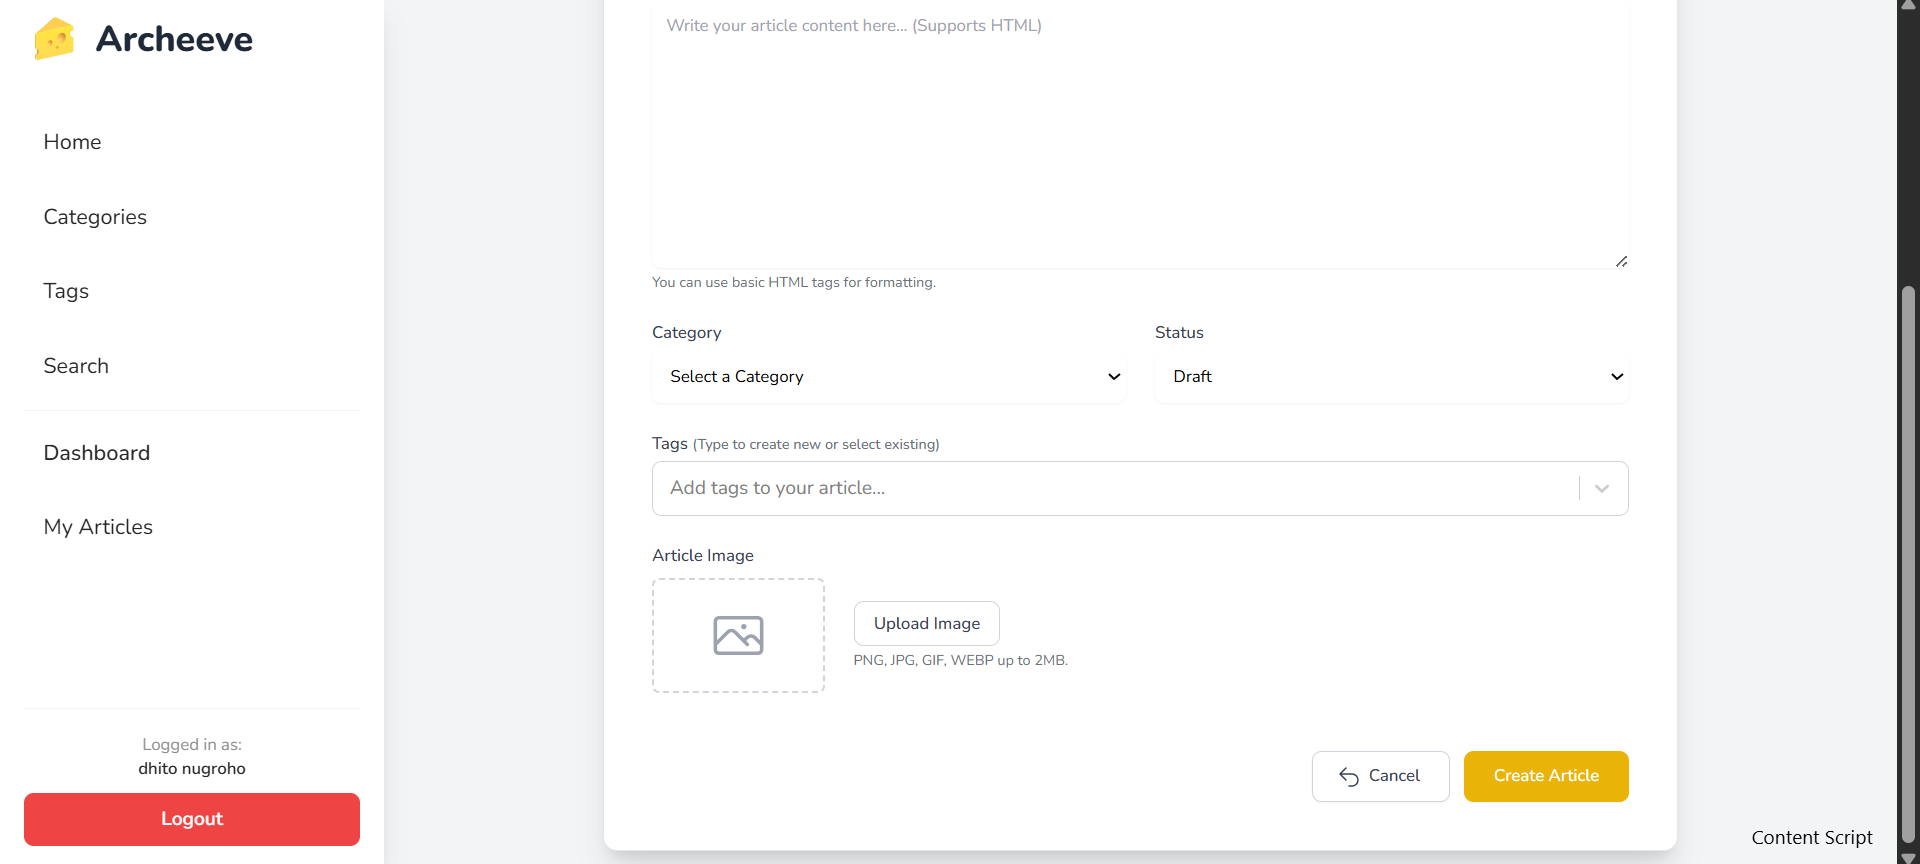 Archeeve
Home
Categories
Tags
Search
Dashboard
My Articles
Logged in as:
dhito nugroho
Logout
Write your article content here... (Supports HTML)
You can use basic HTML tags for formatting.
Category
Select a Category
Status
Draft
Tags (Type to create new or select existing)
Add tags to your article...
Article Image
Upload Image
PNG, JPG, GIF, WEBP up to 2MB.
Cancel
Create Article
Content Script